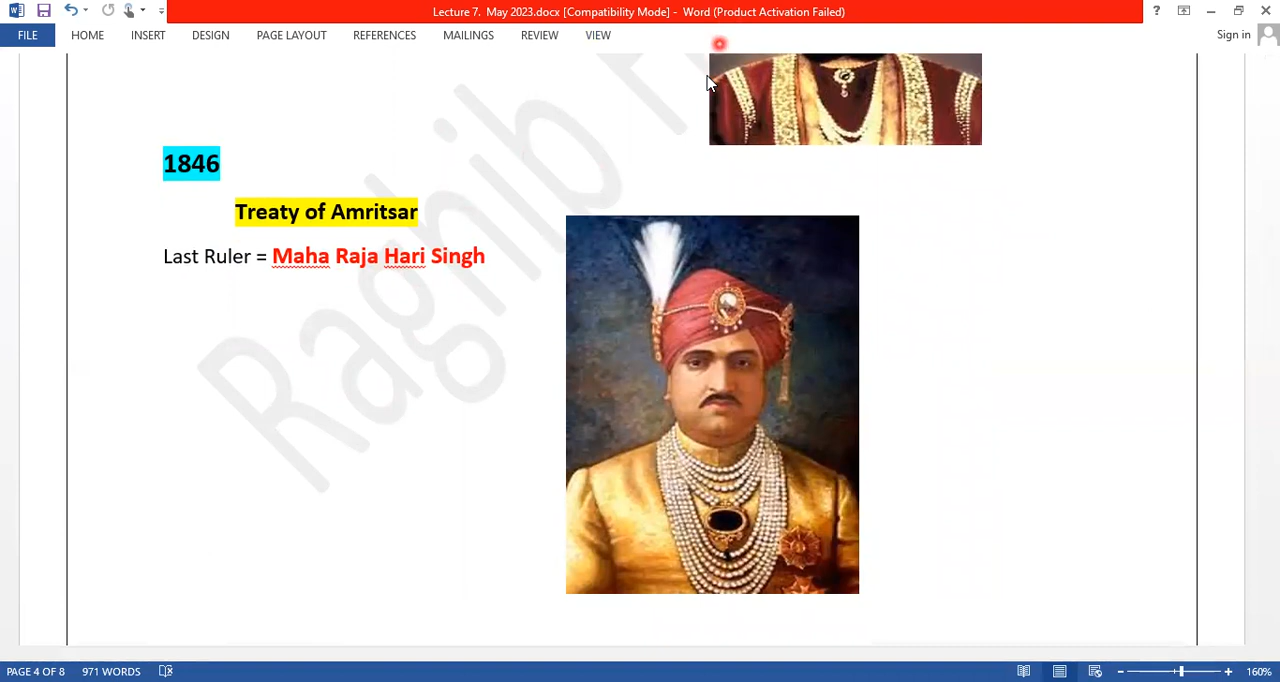 Lecture 7.  May 2023.docx [Compatibility Mode] -  Word (Product Activation Failed)
FILE HOME INSERT DESIGN PAGE LAYOUT REFERENCES MAILINGS REVIEW VIEW Sign in
1846
Treaty of Amritsar
Last Ruler = Maha Raja Hari Singh
Raghib
PAGE 4 OF 8 971 WORDS 160%